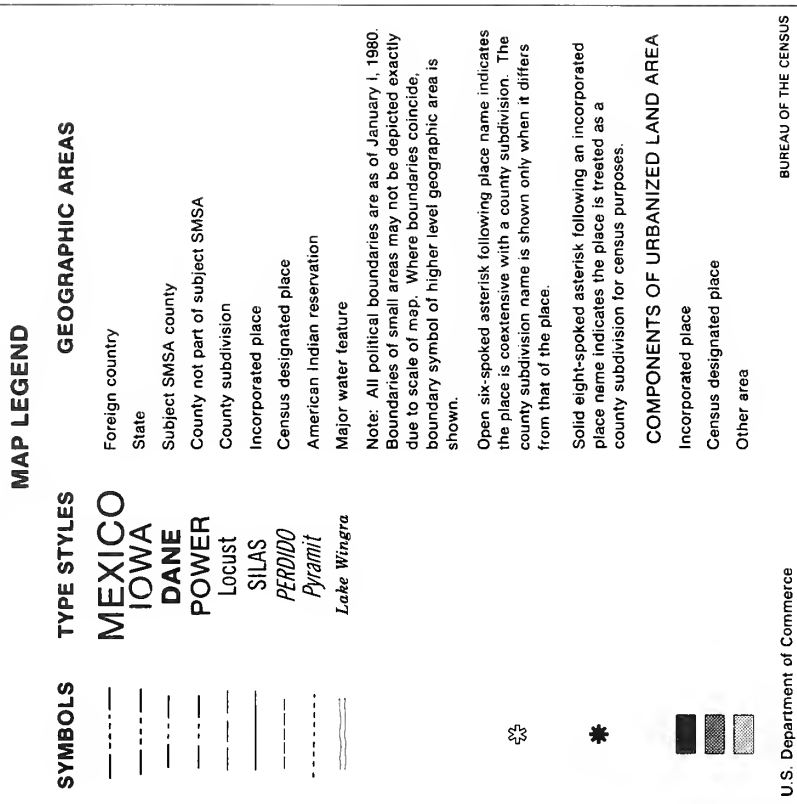 MAP LEGEND
SYMBOLS TYPE STYLES GEOGRAPHIC AREAS
MEXICO Foreign country
IOWA State
DANE Subject SMSA county
POWER County not part of subject SMSA
Locust County subdivision
SILAS Incorporated place
PERDIDO Census designated place
Pyramit American Indian reservation
Lake Wingra Major water feature
Note: All political boundaries are as of January 1, 1980.
Boundaries of small areas may not be depicted exactly
due to scale of map. Where boundaries coincide,
boundary symbol of higher level geographic area is
shown.
Open six-spoked asterisk following place name indicates
the place is coextensive with a county subdivision. The
county subdivision name is shown only when it differs
from that of the place.
Solid eight-spoked asterisk following an incorporated
place name indicates the place is treated as a
county subdivision for census purposes.
COMPONENTS OF URBANIZED LAND AREA
Incorporated place
Census designated place
Other area
U.S. Department of Commerce BUREAU OF THE CENSUS